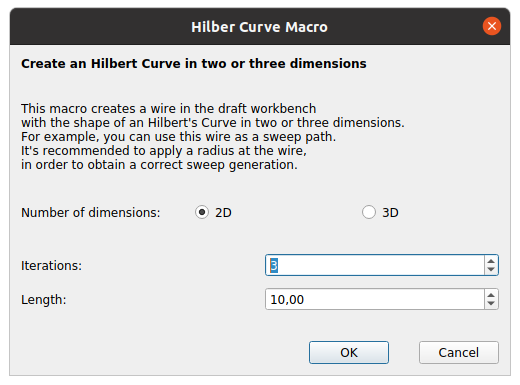 Hilber Curve Macro
Create an Hilbert Curve in two or three dimensions
This macro creates a wire in the draft workbench
with the shape of an Hilbert's Curve in two or three dimensions.
For example, you can use this wire as a sweep path.
It's recommended to apply a radius at the wire,
in order to obtain a correct sweep generation.
Number of dimensions: 2D 3D
Iterations: 3
Length: 10,00
OK Cancel